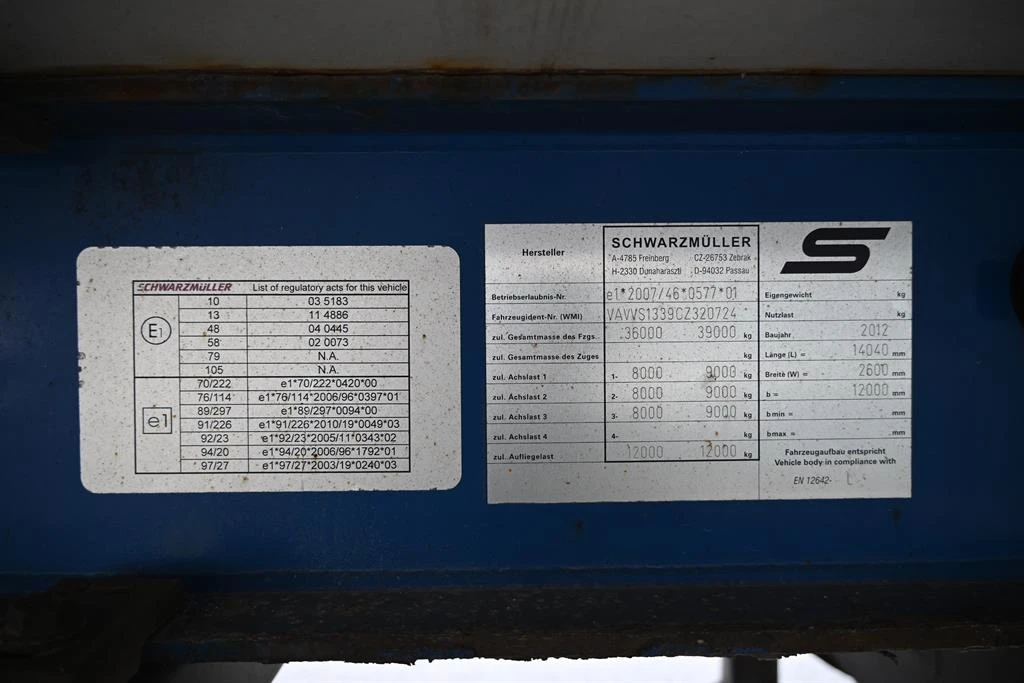 SCHWARZMÜLLER List of regulatory acts for this vehicle
E1
10 03 5183
13 11 4886
48 04 0445
58 02 0073
79 N.A.
105 N.A.
e1
70/222 e1*70/222*0420*00
76/114 e1*76/114*2006/96*0397*01
89/297 e1*89/297*0094*00
91/226 e1*91/226*2010/19*0049*03
92/23 e1*92/23*2005/11*0343*02
94/20 e1*94/20*2006/96*1792*01
97/27 e1*97/27*2003/19*0240*03
Hersteller
SCHWARZMÜLLER
A-4785 Freinberg CZ-26753 Žebrak
H-2330 Dunaharaszti D-94032 Passau
Betriebserlaubnis-Nr. e1*2007/46*0577*01
Fahrzeugident-Nr. (WMI) VAVVS1339CZ320724
zul. Gesamtmasse des Fzgs. 36000 39000 kg
zul. Gesamtmasse des Zuges kg
zul. Achslast 1 1- 8000 9000 kg
zul. Achslast 2 2- 8000 9000 kg
zul. Achslast 3 3- 8000 9000 kg
zul. Achslast 4 4- kg
zul. Aufliegelast 12000 12000 kg
S
Eigengewicht kg
Nutzlast kg
Baujahr 2012
Länge (L) = 14040 mm
Breite (W) = 2600 mm
b = 12000 mm
b min = mm
b max = mm
Fahrzeugaufbau entspricht
Vehicle body in compliance with
EN 12642-